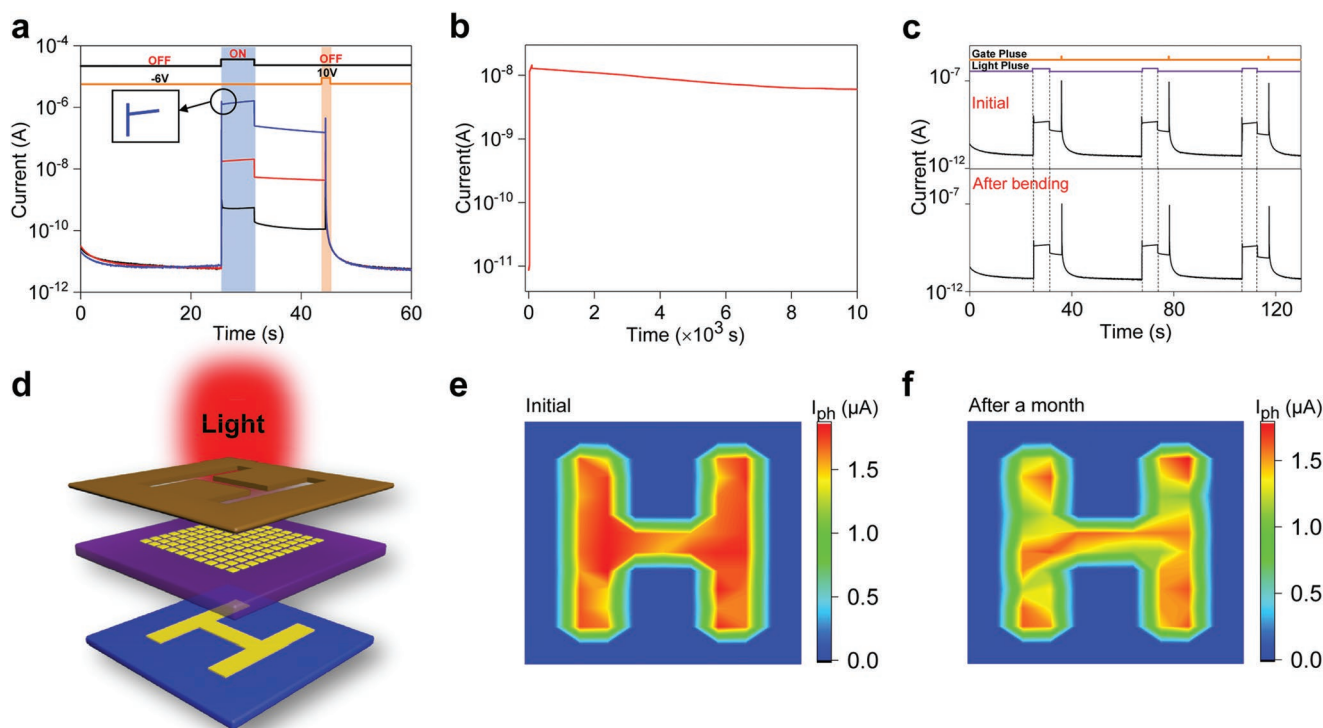 a
10⁻⁴
10⁻⁶
10⁻⁸
10⁻¹⁰
10⁻¹²
Current (A)
OFF
ON
OFF
-6V
10V
0
20
40
60
Time (s)
b
10⁻⁸
10⁻⁹
10⁻¹⁰
10⁻¹¹
Current(A)
0
2
4
6
8
10
Time (×10³ s)
c
Gate Pluse
Light Pluse
10⁻⁷
Initial
10⁻¹²
After bending
10⁻⁷
10⁻¹²
Current (A)
0
40
80
120
Time (s)
d
Light
e
Initial
Iph (μA)
1.5
1.0
0.5
0.0
f
After a month
Iph (μA)
1.5
1.0
0.5
0.0